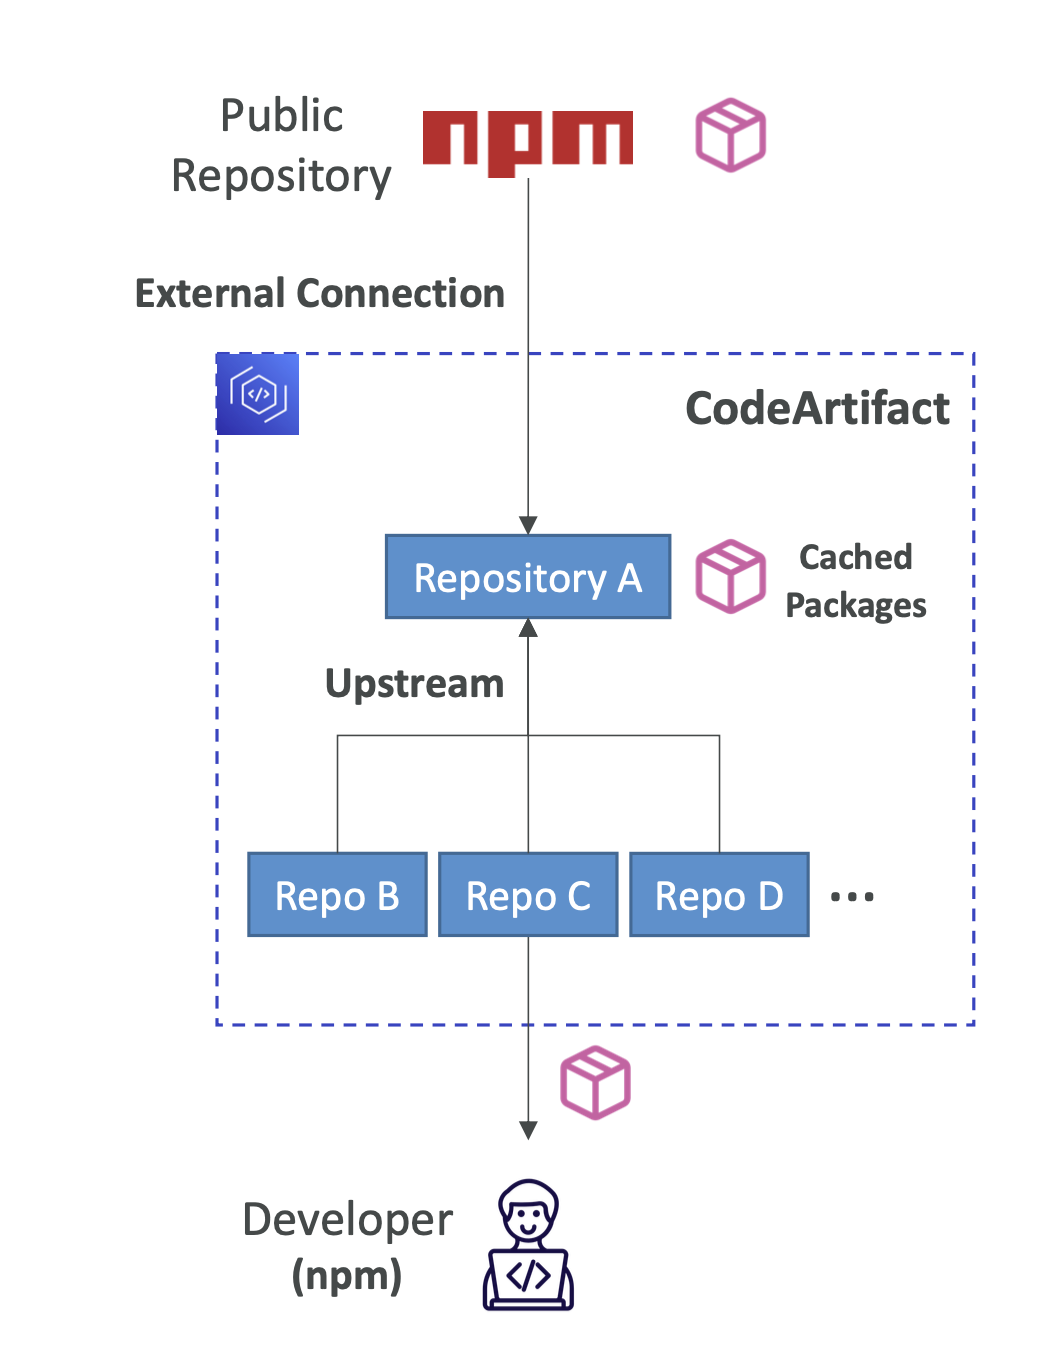 Public
Repository
npm
External Connection
CodeArtifact
</>
Repository A
Cached
Packages
Upstream
Repo B
Repo C
Repo D
...
Developer
(npm)
</>